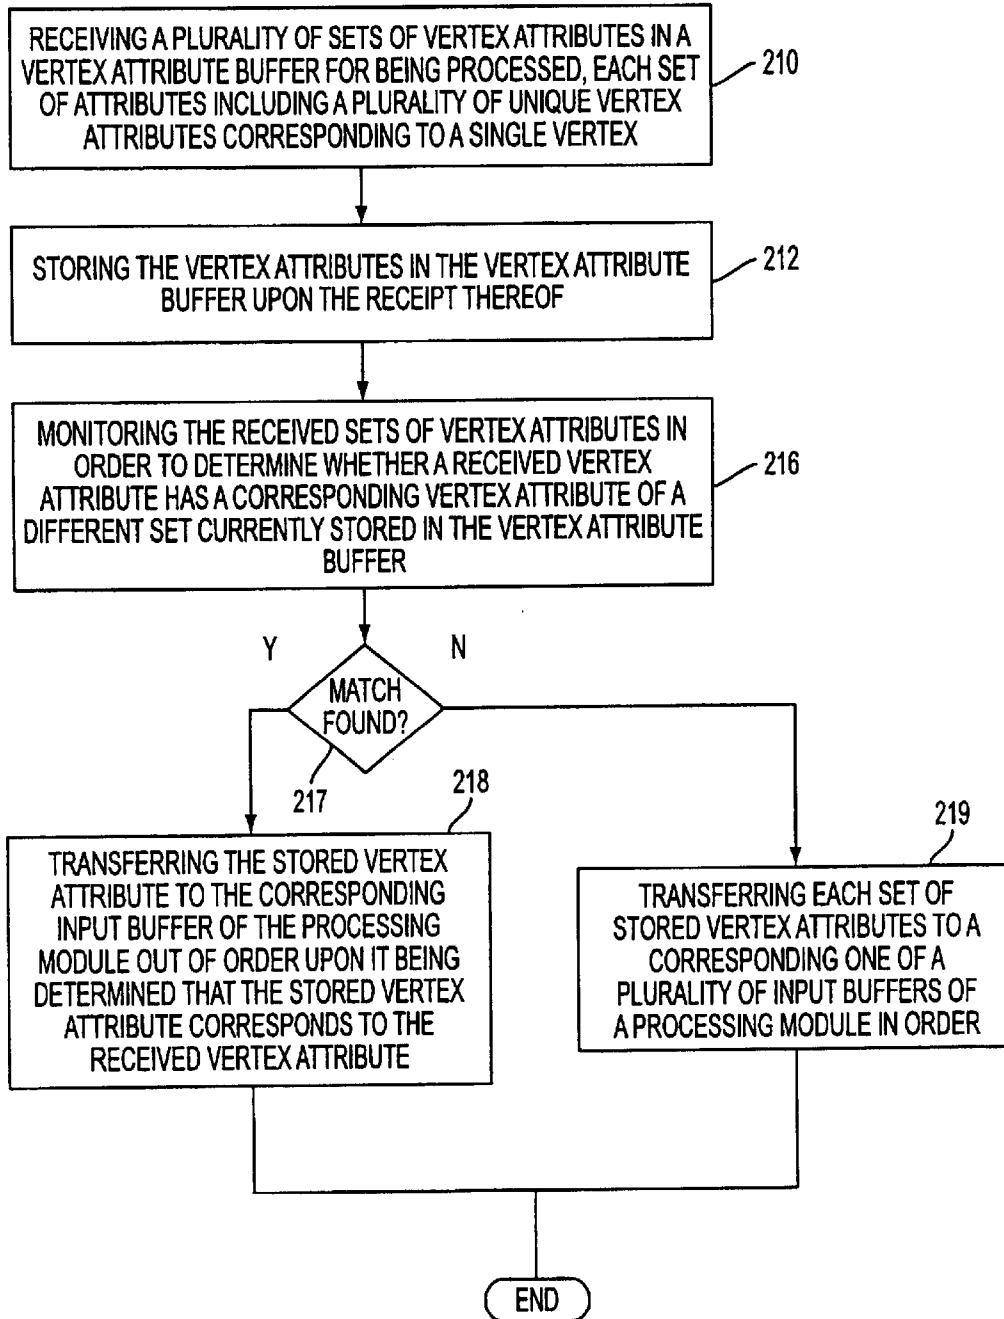 RECEIVING A PLURALITY OF SETS OF VERTEX ATTRIBUTES IN A
VERTEX ATTRIBUTE BUFFER FOR BEING PROCESSED, EACH SET
OF ATTRIBUTES INCLUDING A PLURALITY OF UNIQUE VERTEX
ATTRIBUTES CORRESPONDING TO A SINGLE VERTEX
210
STORING THE VERTEX ATTRIBUTES IN THE VERTEX ATTRIBUTE
BUFFER UPON THE RECEIPT THEREOF
212
MONITORING THE RECEIVED SETS OF VERTEX ATTRIBUTES IN
ORDER TO DETERMINE WHETHER A RECEIVED VERTEX
ATTRIBUTE HAS A CORRESPONDING VERTEX ATTRIBUTE OF A
DIFFERENT SET CURRENTLY STORED IN THE VERTEX ATTRIBUTE
BUFFER
216
Y
N
MATCH
FOUND?
217
218
TRANSFERRING THE STORED VERTEX
ATTRIBUTE TO THE CORRESPONDING
INPUT BUFFER OF THE PROCESSING
MODULE OUT OF ORDER UPON IT BEING
DETERMINED THAT THE STORED VERTEX
ATTRIBUTE CORRESPONDS TO THE
RECEIVED VERTEX ATTRIBUTE
219
TRANSFERRING EACH SET OF
STORED VERTEX ATTRIBUTES TO A
CORRESPONDING ONE OF A
PLURALITY OF INPUT BUFFERS OF
A PROCESSING MODULE IN ORDER
END